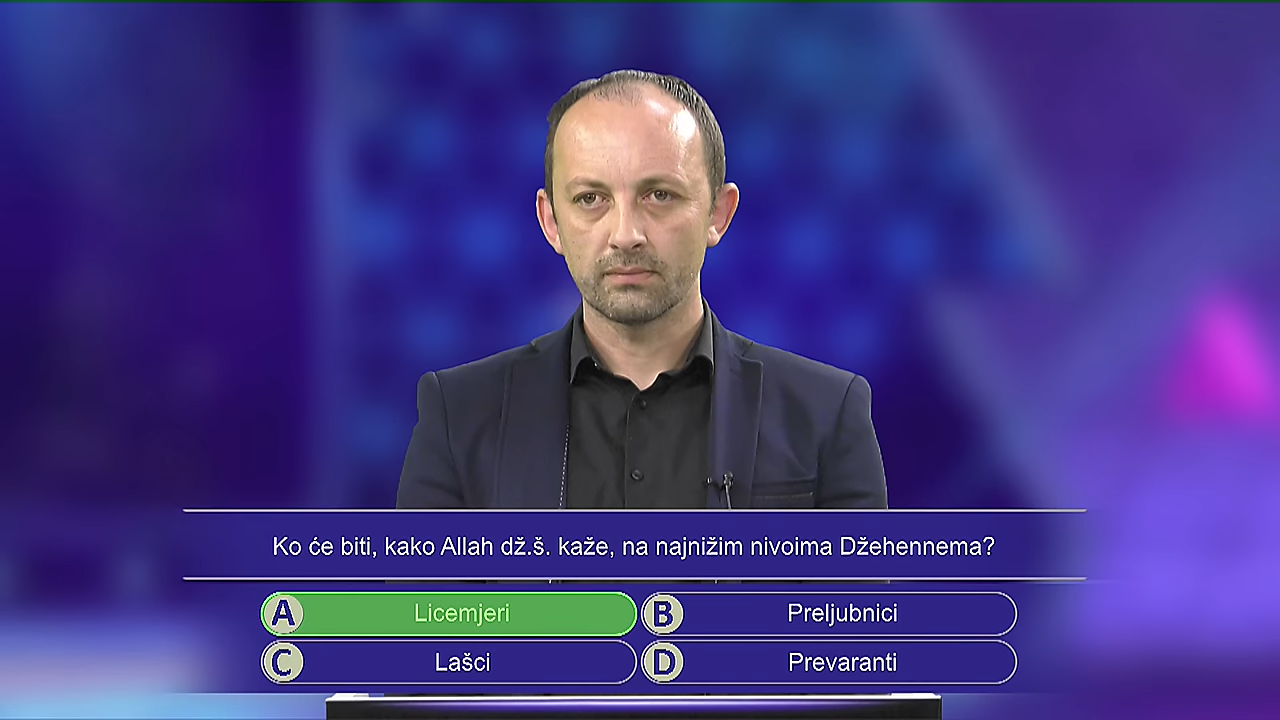 Ko će biti, kako Allah dž.š. kaže, na najnižim nivoima Džehennema?
A Licemjeri
B Preljubnici
C Lašci
D Prevaranti